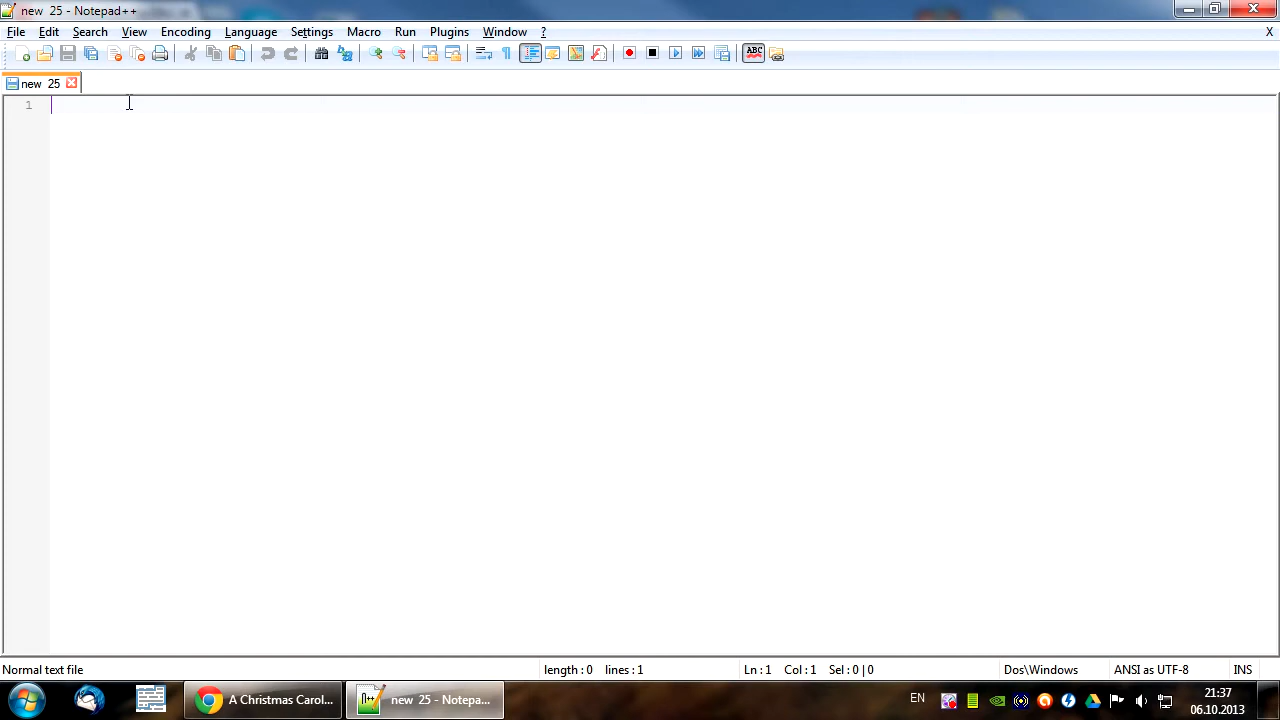 new 25 - Notepad++
File Edit Search View Encoding Language Settings Macro Run Plugins Window ? X
ABC
new 25
1
Normal text file length : 0 lines : 1 Ln : 1 Col : 1 Sel : 0 | 0 Dos\Windows ANSI as UTF-8 INS
A Christmas Carol... new 25 - Notepa... EN 21:37
06.10.2013